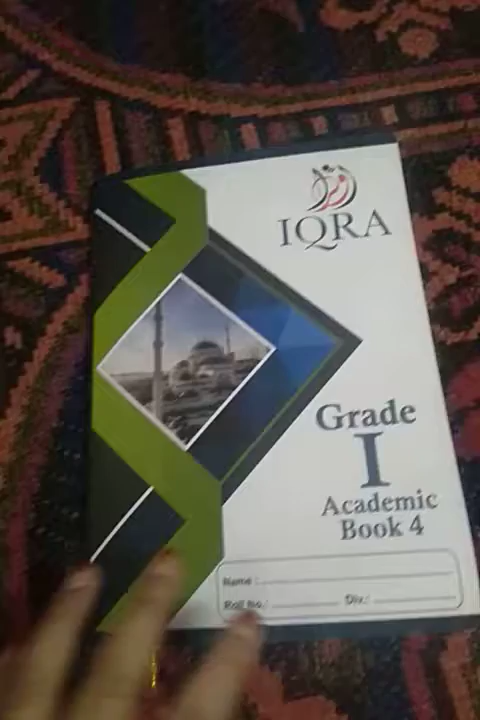 IQRA
Grade
I
Academic
Book 4
Name :
Roll No.: Div.: